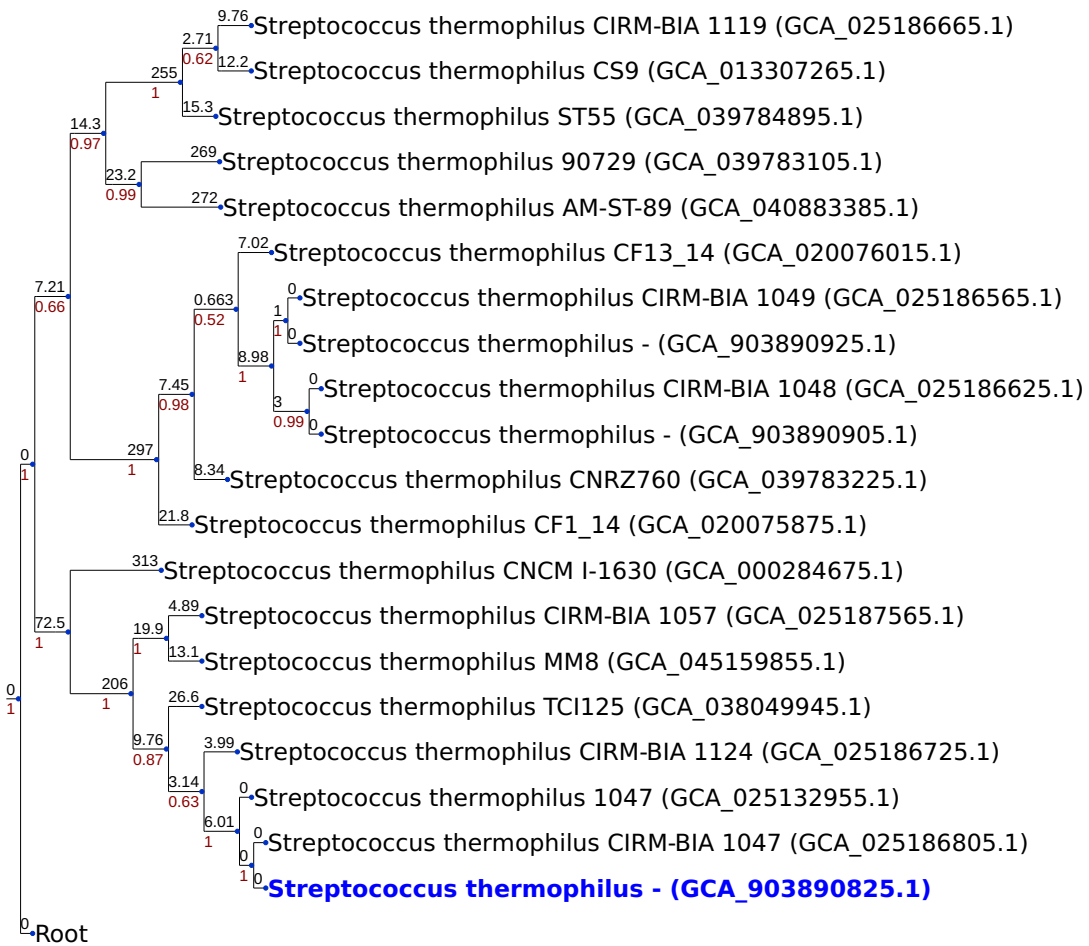 9.76 Streptococcus thermophilus CIRM-BIA 1119 (GCA_025186665.1)
2.71
0.62
12.2 Streptococcus thermophilus CS9 (GCA_013307265.1)
255
1
15.3 Streptococcus thermophilus ST55 (GCA_039784895.1)
14.3
0.97
269 Streptococcus thermophilus 90729 (GCA_039783105.1)
23.2
0.99
272 Streptococcus thermophilus AM-ST-89 (GCA_040883385.1)
7.02 Streptococcus thermophilus CF13_14 (GCA_020076015.1)
7.21
0.66
0 Streptococcus thermophilus CIRM-BIA 1049 (GCA_025186565.1)
0.663
0.52
1
1
0 Streptococcus thermophilus - (GCA_903890925.1)
8.98
1
0 Streptococcus thermophilus CIRM-BIA 1048 (GCA_025186625.1)
7.45
0.98
3
0.99
0 Streptococcus thermophilus - (GCA_903890905.1)
297
1
0
1
8.34 Streptococcus thermophilus CNRZ760 (GCA_039783225.1)
21.8 Streptococcus thermophilus CF1_14 (GCA_020075875.1)
313 Streptococcus thermophilus CNCM I-1630 (GCA_000284675.1)
4.89 Streptococcus thermophilus CIRM-BIA 1057 (GCA_025187565.1)
72.5
1
19.9
1
13.1 Streptococcus thermophilus MM8 (GCA_045159855.1)
206
1
0
1
26.6 Streptococcus thermophilus TCI125 (GCA_038049945.1)
9.76
0.87
3.99 Streptococcus thermophilus CIRM-BIA 1124 (GCA_025186725.1)
3.14
0.63
0 Streptococcus thermophilus 1047 (GCA_025132955.1)
6.01
1
0 Streptococcus thermophilus CIRM-BIA 1047 (GCA_025186805.1)
0
1
0 Streptococcus thermophilus - (GCA_903890825.1)
0 Root